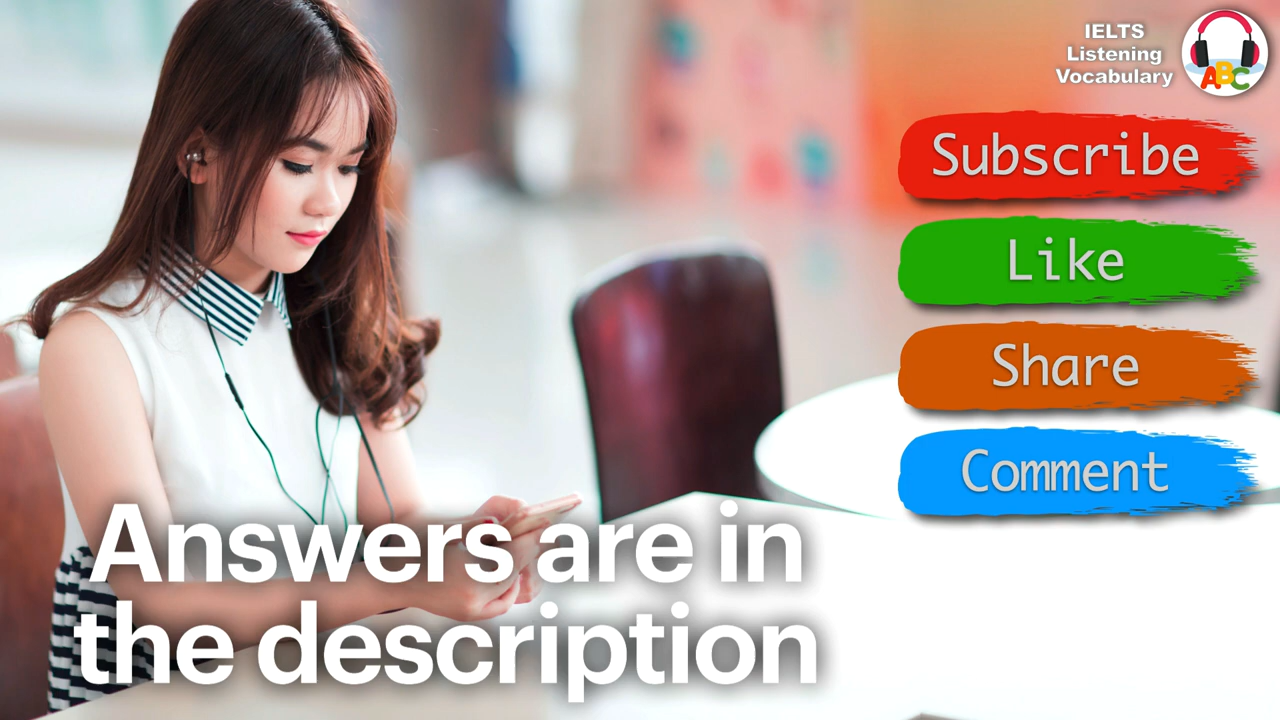 IELTS
Listening
Vocabulary
ABC
Subscribe
Like
Share
Comment
Answers are in
the description